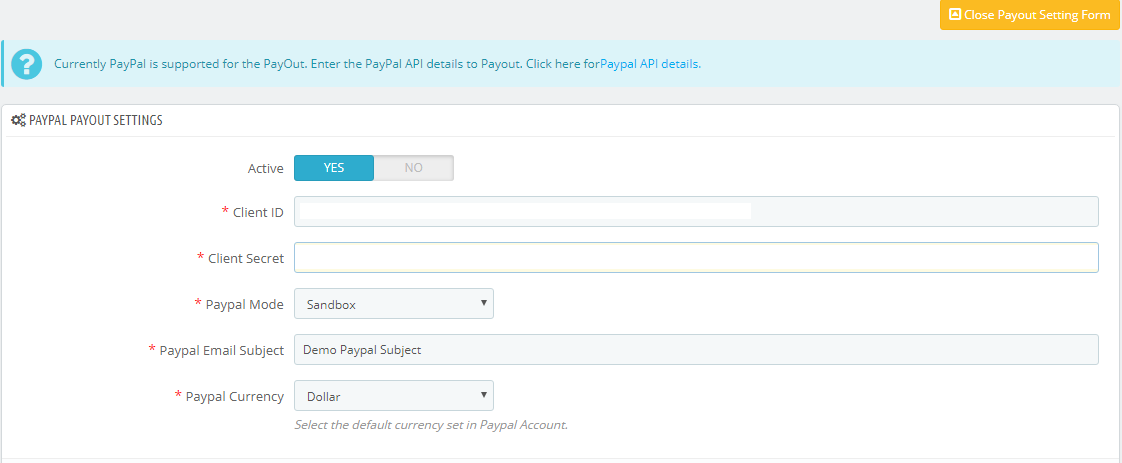 Close Payout Setting Form
Currently PayPal is supported for the PayOut. Enter the PayPal API details to Payout. Click here forPaypal API details.
PAYPAL PAYOUT SETTINGS
Active YES NO
* Client ID
* Client Secret
* Paypal Mode Sandbox
* Paypal Email Subject Demo Paypal Subject
* Paypal Currency Dollar
Select the default currency set in Paypal Account.